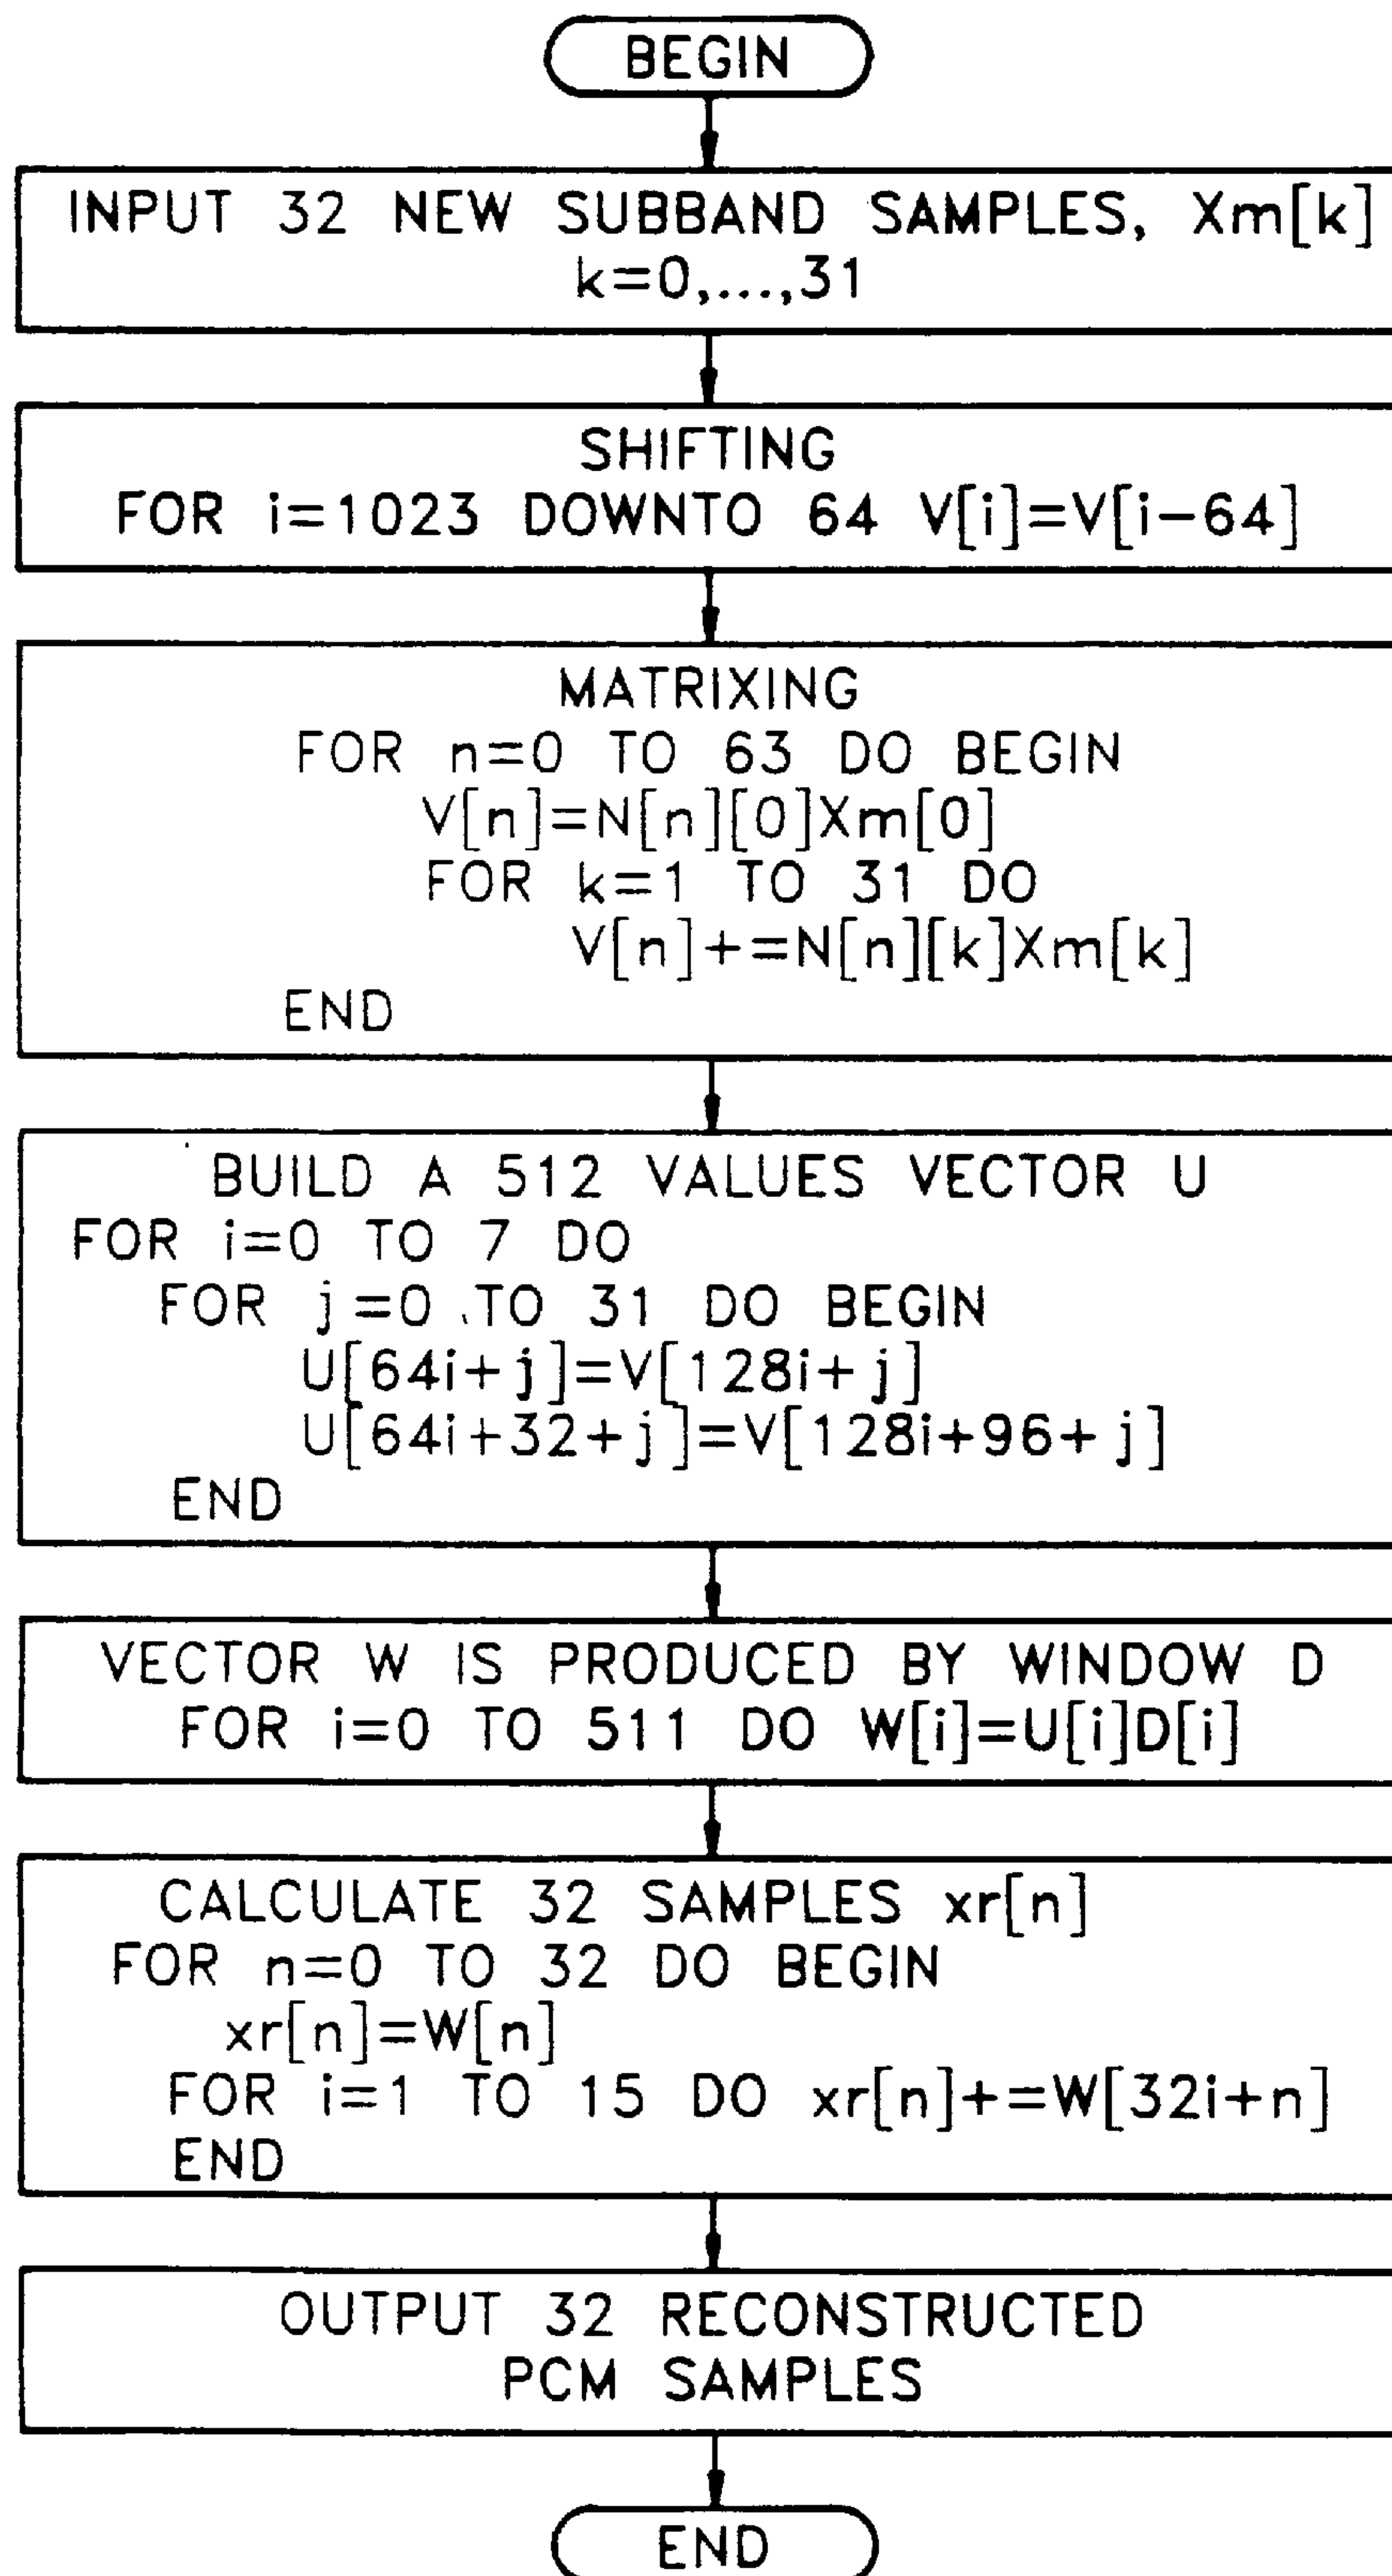 BEGIN
INPUT 32 NEW SUBBAND SAMPLES, Xm[k]
k=0,...,31
SHIFTING
FOR i=1023 DOWNTO 64 V[i]=V[i-64]
MATRIXING
FOR n=0 TO 63 DO BEGIN
V[n]=N[n][0]Xm[0]
FOR k=1 TO 31 DO
V[n]+=N[n][k]Xm[k]
END
BUILD A 512 VALUES VECTOR U
FOR i=0 TO 7 DO
FOR j=0 TO 31 DO BEGIN
U[64i+j]=V[128i+j]
U[64i+32+j]=V[128i+96+j]
END
VECTOR W IS PRODUCED BY WINDOW D
FOR i=0 TO 511 DO W[i]=U[i]D[i]
CALCULATE 32 SAMPLES xr[n]
FOR n=0 TO 32 DO BEGIN
xr[n]=W[n]
FOR i=1 TO 15 DO xr[n]+=W[32i+n]
END
OUTPUT 32 RECONSTRUCTED
PCM SAMPLES
END